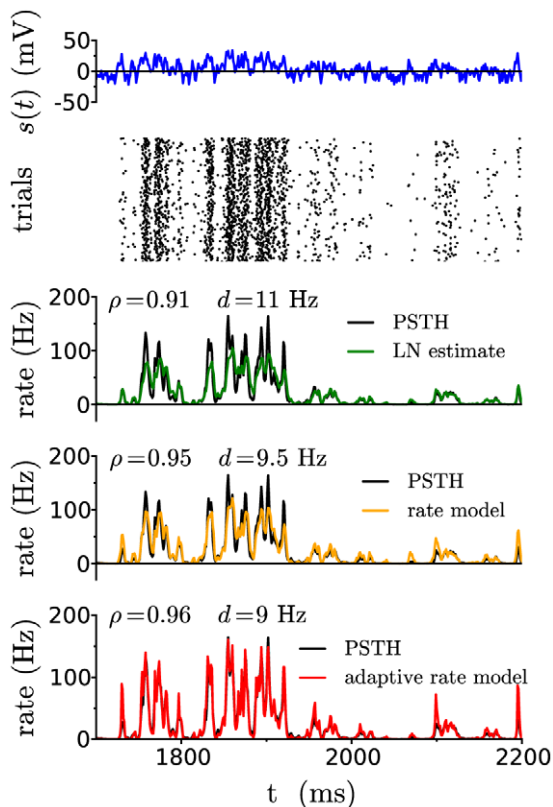 s(t) (mV)
50
0
-50
trials
rate (Hz)
200
100
0
ρ=0.91 d=11 Hz
PSTH
LN estimate
rate (Hz)
200
100
0
ρ=0.95 d=9.5 Hz
PSTH
rate model
rate (Hz)
200
100
0
ρ=0.96 d=9 Hz
PSTH
adaptive rate model
1800 2000 2200
t (ms)